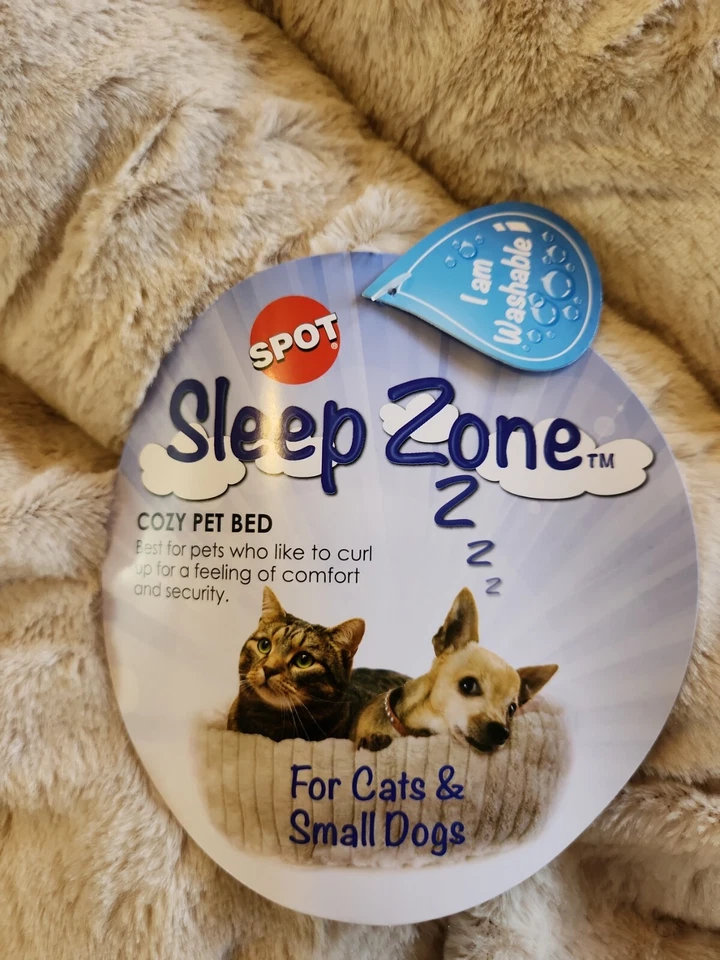 I am
Washable!
SPOT®
Sleep Zone™
Z
Z
Z
COZY PET BED
Best for pets who like to curl
up for a feeling of comfort
and security.
For Cats &
Small Dogs